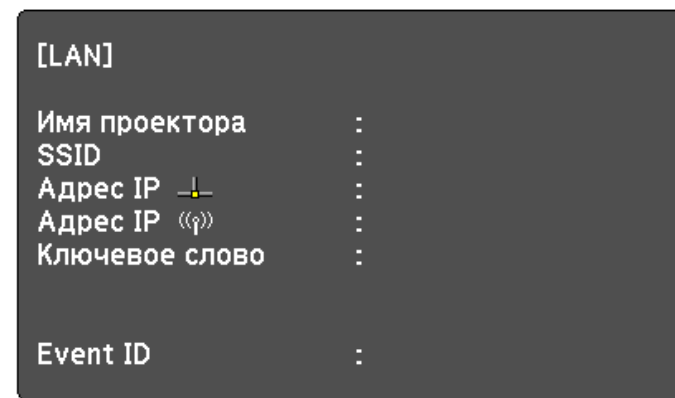 [LAN]
Имя проектора :
SSID :
Адрес IP :
Адрес IP :
Ключевое слово :
Event ID :